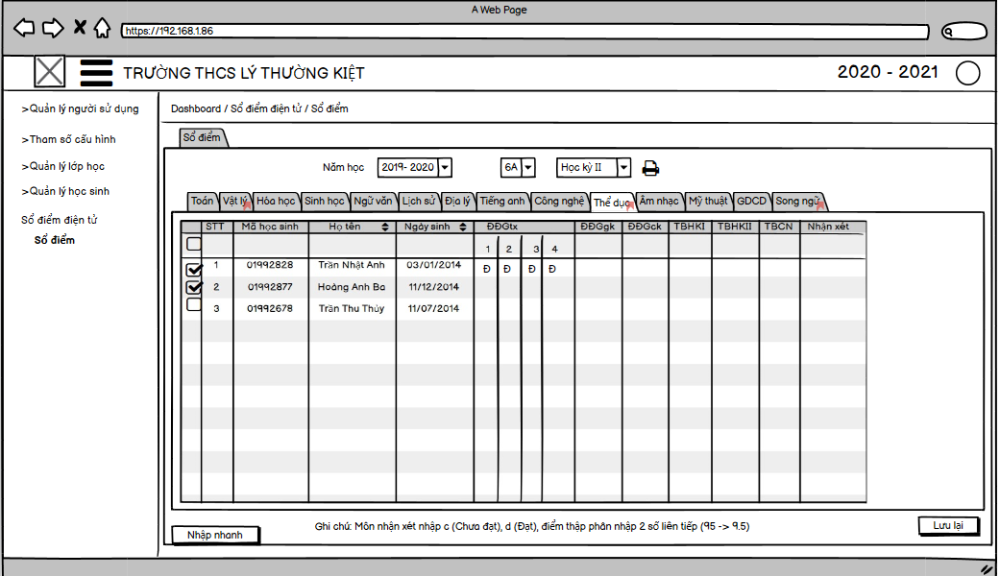 A Web Page
https://192.168.1.86
TRƯỜNG THCS LÝ THƯỜNG KIỆT 2020 - 2021
>Quản lý người sử dụng
>Tham số cấu hình
>Quản lý lớp học
>Quản lý học sinh
Sổ điểm điện tử
Sổ điểm
Dashboard / Sổ điểm điện tử / Sổ điểm
Sổ điểm
Năm học 2019- 2020 6A Học kỳ II
Toán Vật lý Hóa học Sinh học Ngữ văn Lịch sử Địa lý Tiếng anh Công nghệ Thể dục Âm nhạc Mỹ thuật GDCD Song ngữ
STT Mã học sinh Họ tên Ngày sinh ĐĐGtx ĐĐGgk ĐĐGck TBHKI TBHKII TBCN Nhận xét
1 2 3 4
1 01992828 Trần Nhật Anh 03/01/2014 Đ Đ Đ Đ
2 01992877 Hoàng Anh Ba 11/12/2014
3 01992678 Trần Thu Thủy 11/07/2014
Nhập nhanh
Ghi chú: Môn nhận xét nhập c (Chưa đạt), d (Đạt), điểm thập phân nhập 2 số liên tiếp (95 -> 9.5)
Lưu lại